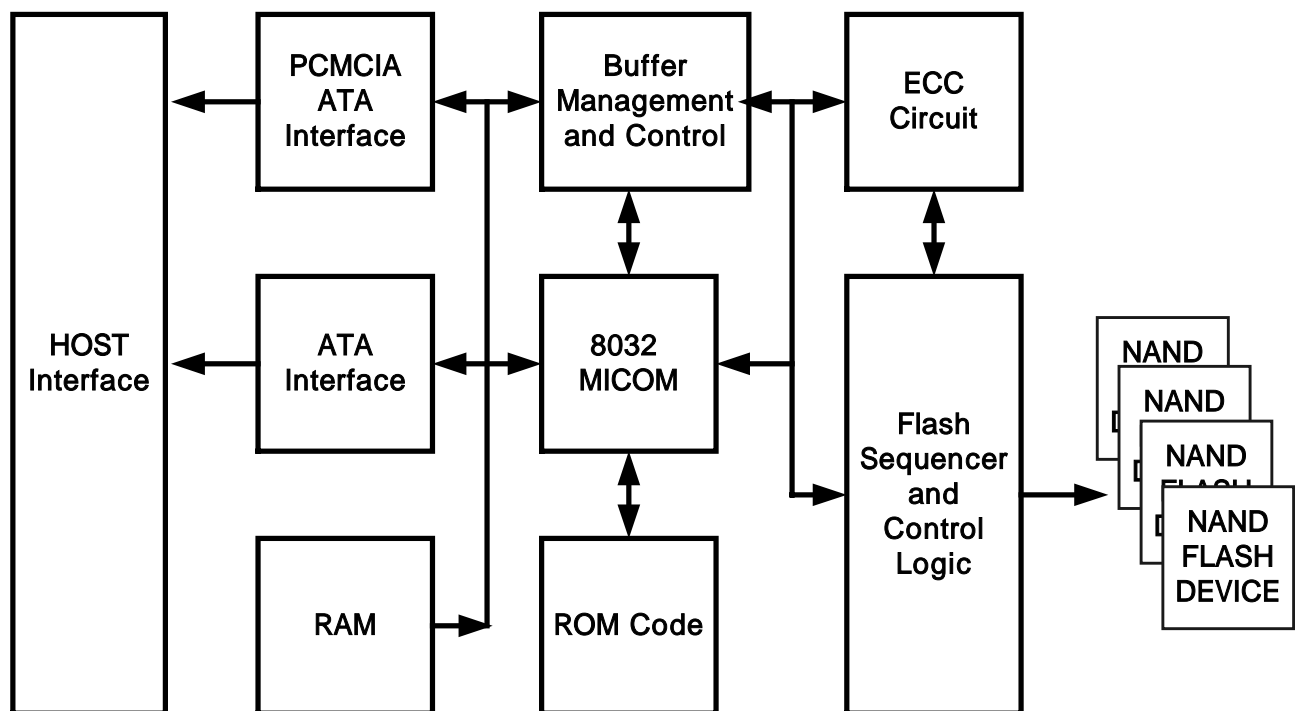 PCMCIA
ATA
Interface
Buffer
Management
and Control
ECC
Circuit
HOST
Interface
ATA
Interface
8032
MICOM
Flash
Sequencer
and
Control
Logic
RAM
ROM Code
NAND
NAND
NAND
FLASH
NAND
FLASH
DEVICE